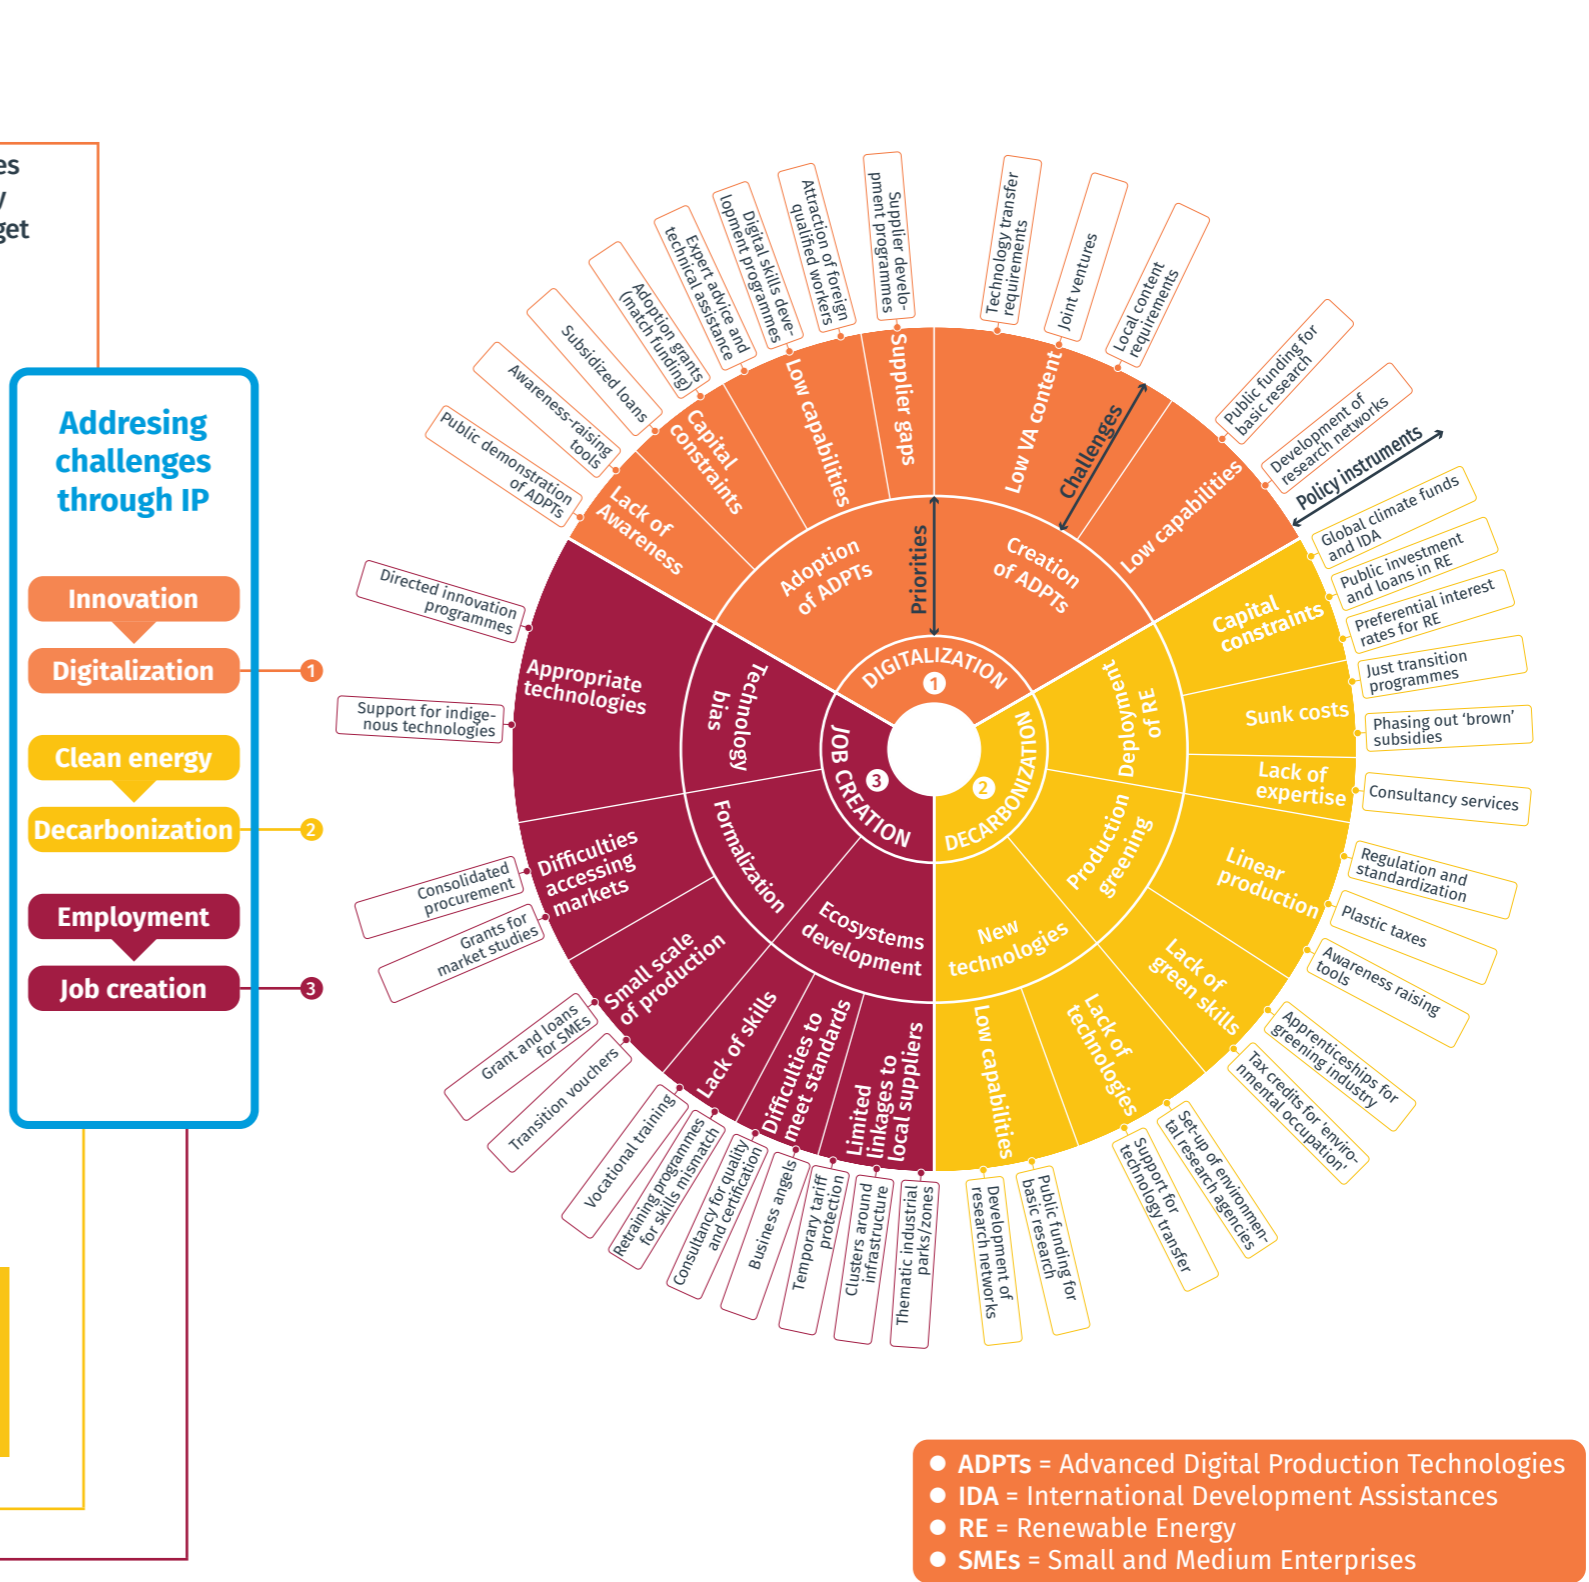 es
y
get
Addresing
challenges
through IP
Innovation
Digitalization
1
Clean energy
Decarbonization
2
Employment
Job creation
3
Public demonstration
of ADPTs
Awareness-raising
tools
Subsidized loans
Adoption grants
(match funding)
Expert advice and
technical assistance
Digital skills deve-
lopment programmes
Attraction of foreign
qualified workers
Supplier develo-
pment programmes
Technology transfer
requirements
Joint ventures
Local content
requirements
Public funding for
basic research
Development of
research networks
Policy instruments
Lack of
Awareness
Capital
constraints
Low capabilities
Supplier gaps
Low VA content
Challenges
Low capabilities
Adoption
of ADPTs
Priorities
Creation
of ADPTs
DIGITALIZATION
1
Global climate funds
and IDA
Public investment
and loans in RE
Preferential interest
rates for RE
Just transition
programmes
Phasing out ‘brown’
subsidies
Consultancy services
Regulation and
standardization
Plastic taxes
Awareness raising
tools
Apprenticeships for
greening industry
Tax credits for 'enviro-
nmental occupation'
Set-up of environmen-
tal research agencies
Support for
technology transfer
Public funding for
basic research
Development of
research networks
Capital
constraints
Sunk costs
Lack of
expertise
Linear
production
Lack of
green skills
Lack of
technologies
Low capabilities
Deployment
of RE
Production
greening
New
technologies
DECARBONIZATION
2
Directed innovation
programmes
Support for indige-
nous technologies
Consolidated
procurement
Grants for
market studies
Grant and loans
for SMEs
Transition vouchers
Vocational training
Retraining programmes
for skills mismatch
Consultancy for quality
and certification
Business angels
Temporary tariff
protection
Clusters around
infrastructure
Thematic industrial
parks/zones
Appropriate
technologies
Difficulties
accessing
markets
Small scale
of production
Lack of skills
Difficulties to
meet standards
Limited
linkages to
local suppliers
Technology
bias
Formalization
Ecosystems
development
JOB CREATION
3
ADPTs = Advanced Digital Production Technologies
IDA = International Development Assistances
RE = Renewable Energy
SMEs = Small and Medium Enterprises